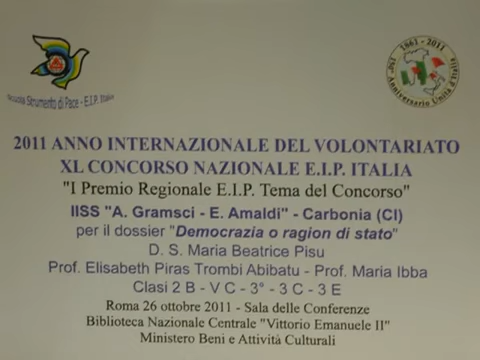 Scuola Strumento di Pace - E.I.P. Italia
1861 - 2011
150° Anniversario Unità d'Italia
2011 ANNO INTERNAZIONALE DEL VOLONTARIATO
XL CONCORSO NAZIONALE E.I.P. ITALIA
"I Premio Regionale E.I.P. Tema del Concorso"
IISS "A. Gramsci - E. Amaldi" - Carbonia (CI)
per il dossier "Democrazia o ragion di stato"
D. S. Maria Beatrice Pisu
Prof. Elisabeth Piras Trombi Abibatu - Prof. Maria Ibba
Clasi 2 B - V C - 3° - 3 C - 3 E
Roma 26 ottobre 2011 - Sala delle Conferenze
Biblioteca Nazionale Centrale "Vittorio Emanuele II"
Ministero Beni e Attività Culturali